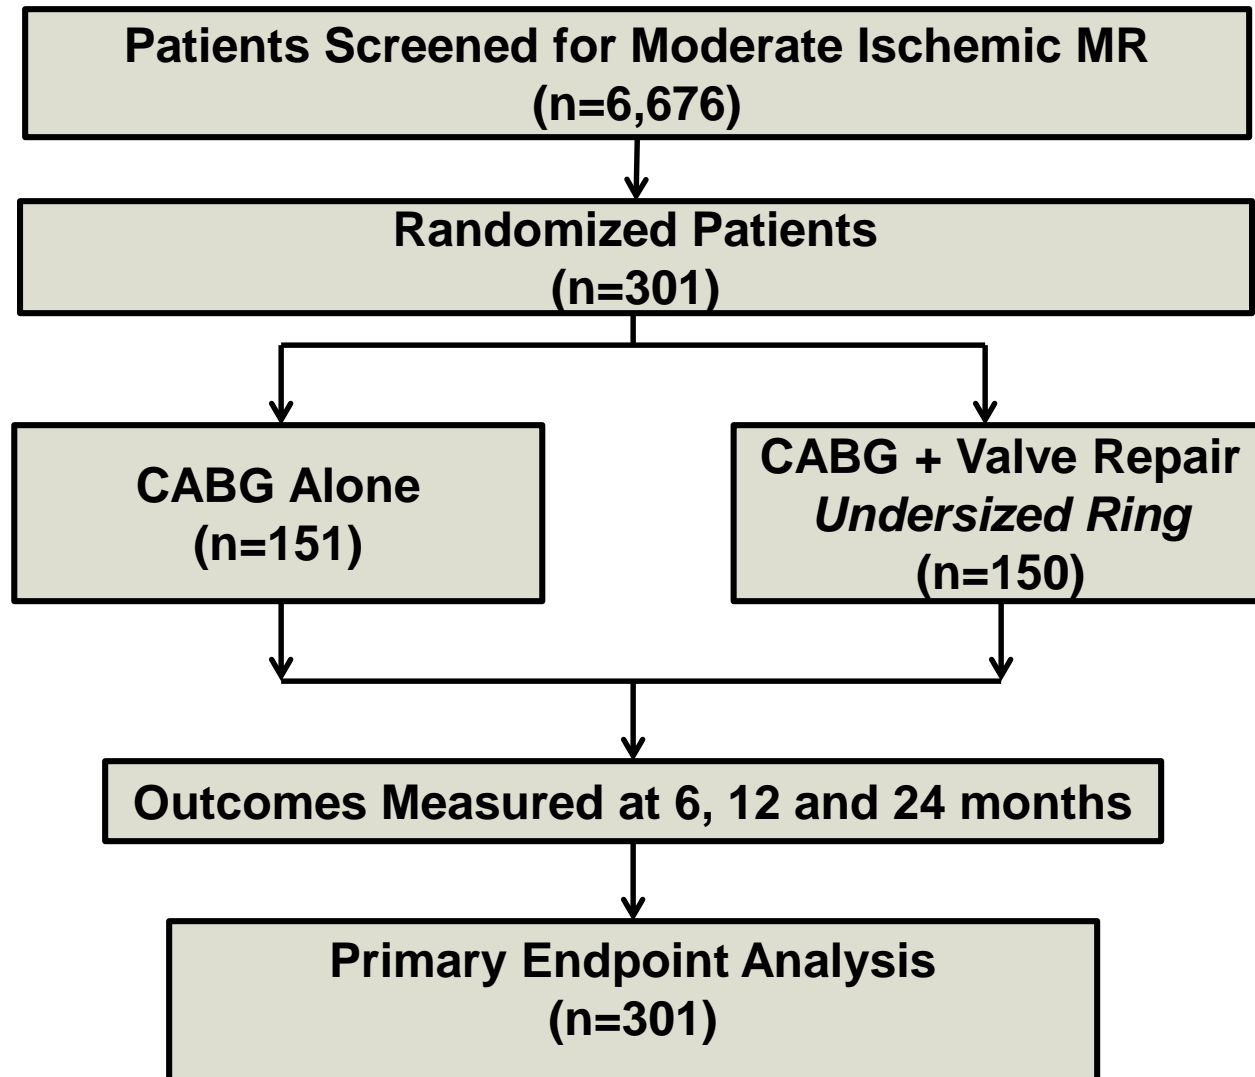 Patients Screened for Moderate Ischemic MR
(n=6,676)
Randomized Patients
(n=301)
CABG Alone
(n=151)
CABG + Valve Repair
Undersized Ring
(n=150)
Outcomes Measured at 6, 12 and 24 months
Primary Endpoint Analysis
(n=301)